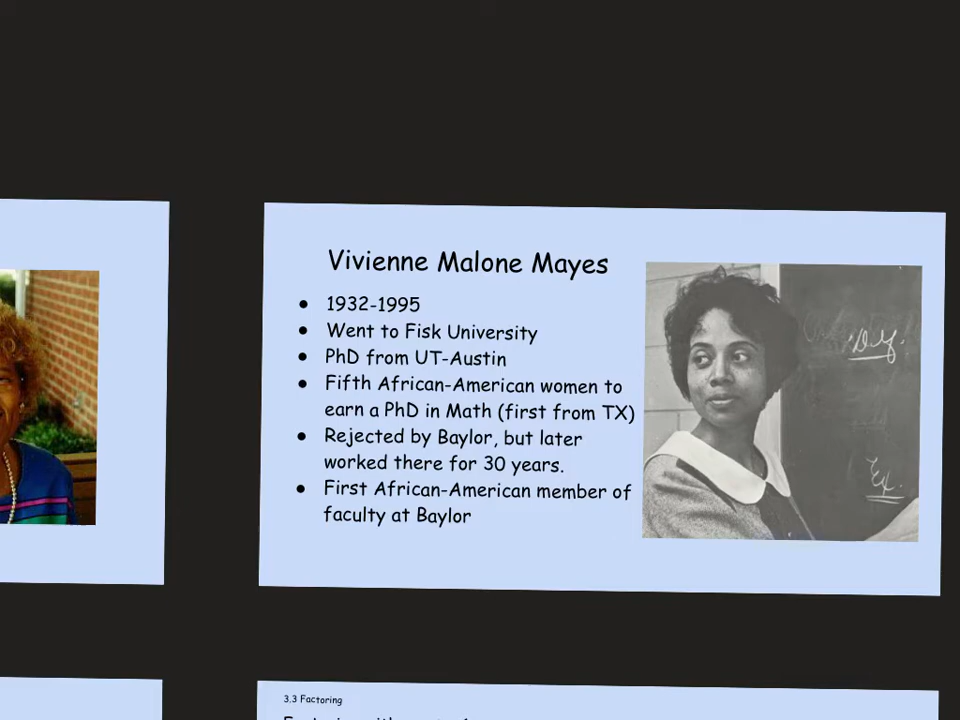 Vivienne Malone Mayes
● 1932-1995
● Went to Fisk University
● PhD from UT-Austin
● Fifth African-American women to
earn a PhD in Math (first from TX)
● Rejected by Baylor, but later
worked there for 30 years.
● First African-American member of
faculty at Baylor
Ex.
3.3 Factoring